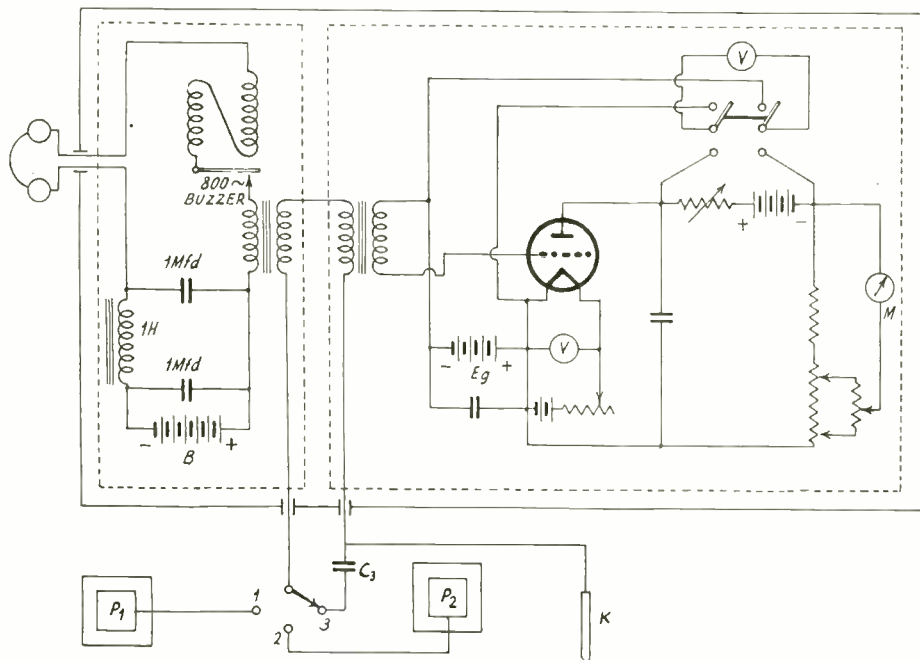 V
800~
BUZZER
1Mfd
1H
1Mfd
- B +
+ -
M
- Eg +
V
C3
P1
1
2
3
P2
K